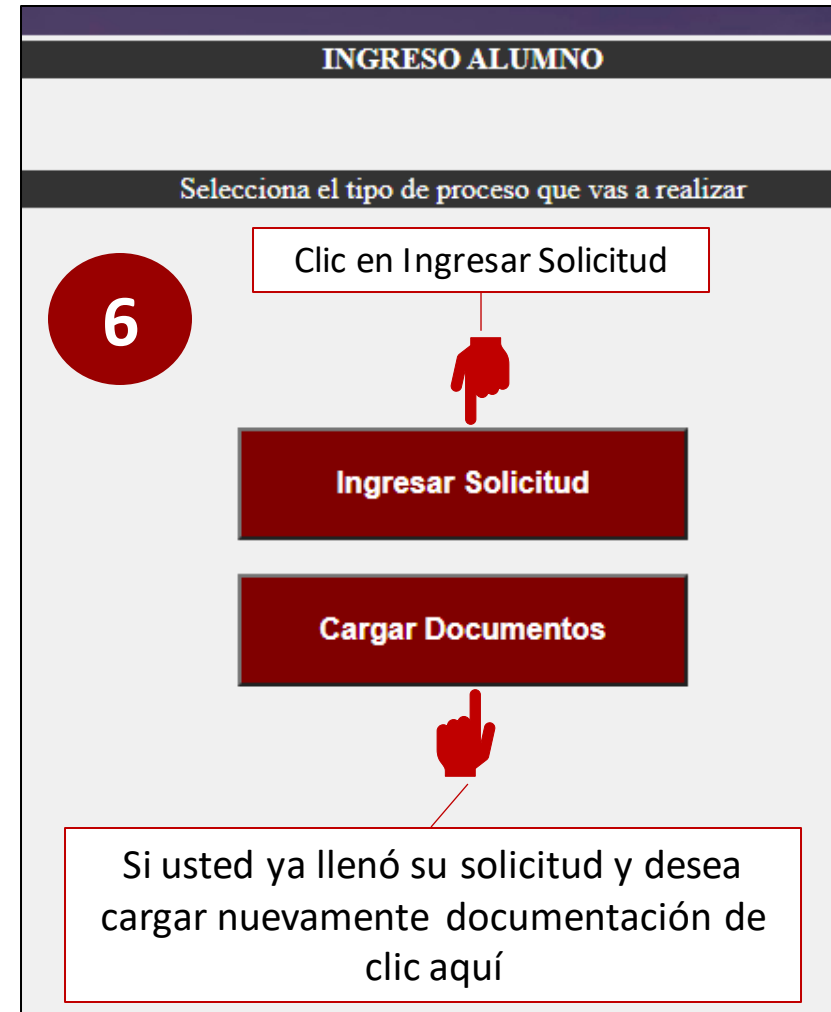 INGRESO ALUMNO
Selecciona el tipo de proceso que vas a realizar
Clic en Ingresar Solicitud
6
Ingresar Solicitud
Cargar Documentos
Si usted ya llenó su solicitud y desea
cargar nuevamente documentación de
clic aquí